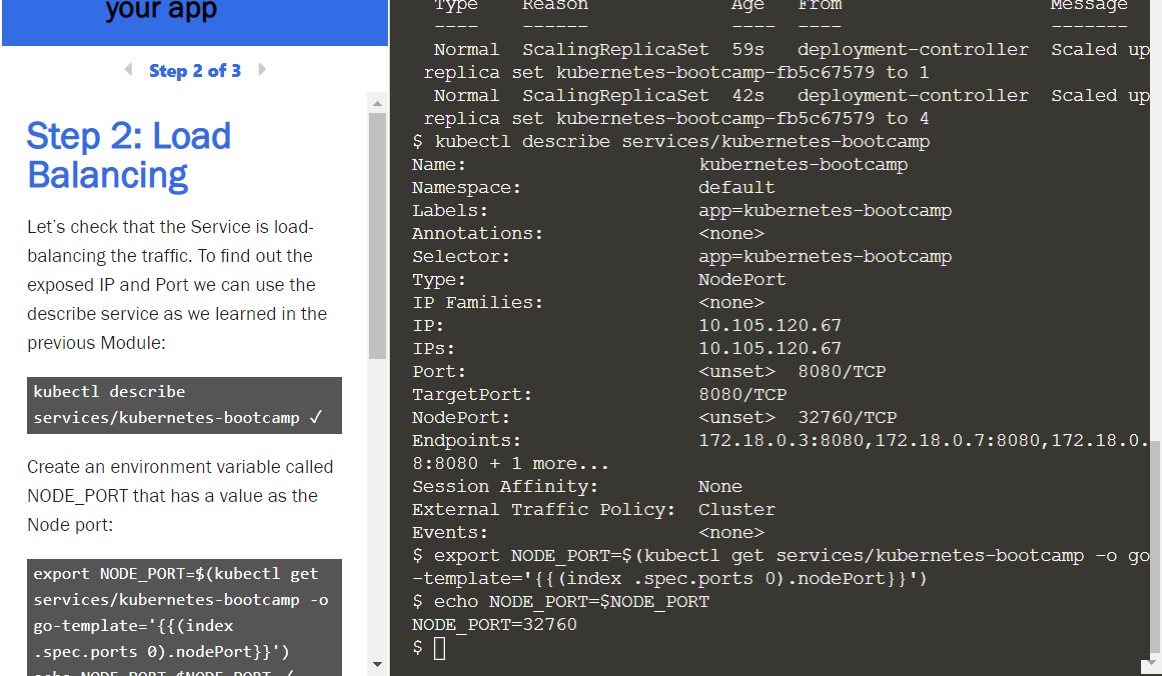 your app
Step 2 of 3
Step 2: Load
Balancing
Let’s check that the Service is load-
balancing the traffic. To find out the
exposed IP and Port we can use the
describe service as we learned in the
previous Module:
kubectl describe
services/kubernetes-bootcamp ✓
Create an environment variable called
NODE_PORT that has a value as the
Node port:
export NODE_PORT=$(kubectl get
services/kubernetes-bootcamp -o
go-template='{{(index
.spec.ports 0).nodePort}}')
echo NODE_PORT=$NODE_PORT ✓
Type Reason Age From Message
---- ------ ---- ---- -------
Normal ScalingReplicaSet 59s deployment-controller Scaled up
replica set kubernetes-bootcamp-fb5c67579 to 1
Normal ScalingReplicaSet 42s deployment-controller Scaled up
replica set kubernetes-bootcamp-fb5c67579 to 4
$ kubectl describe services/kubernetes-bootcamp
Name: kubernetes-bootcamp
Namespace: default
Labels: app=kubernetes-bootcamp
Annotations: <none>
Selector: app=kubernetes-bootcamp
Type: NodePort
IP Families: <none>
IP: 10.105.120.67
IPs: 10.105.120.67
Port: <unset> 8080/TCP
TargetPort: 8080/TCP
NodePort: <unset> 32760/TCP
Endpoints: 172.18.0.3:8080,172.18.0.7:8080,172.18.0.
8:8080 + 1 more...
Session Affinity: None
External Traffic Policy: Cluster
Events: <none>
$ export NODE_PORT=$(kubectl get services/kubernetes-bootcamp -o go
-template='{{(index .spec.ports 0).nodePort}}')
$ echo NODE_PORT=$NODE_PORT
NODE_PORT=32760
$